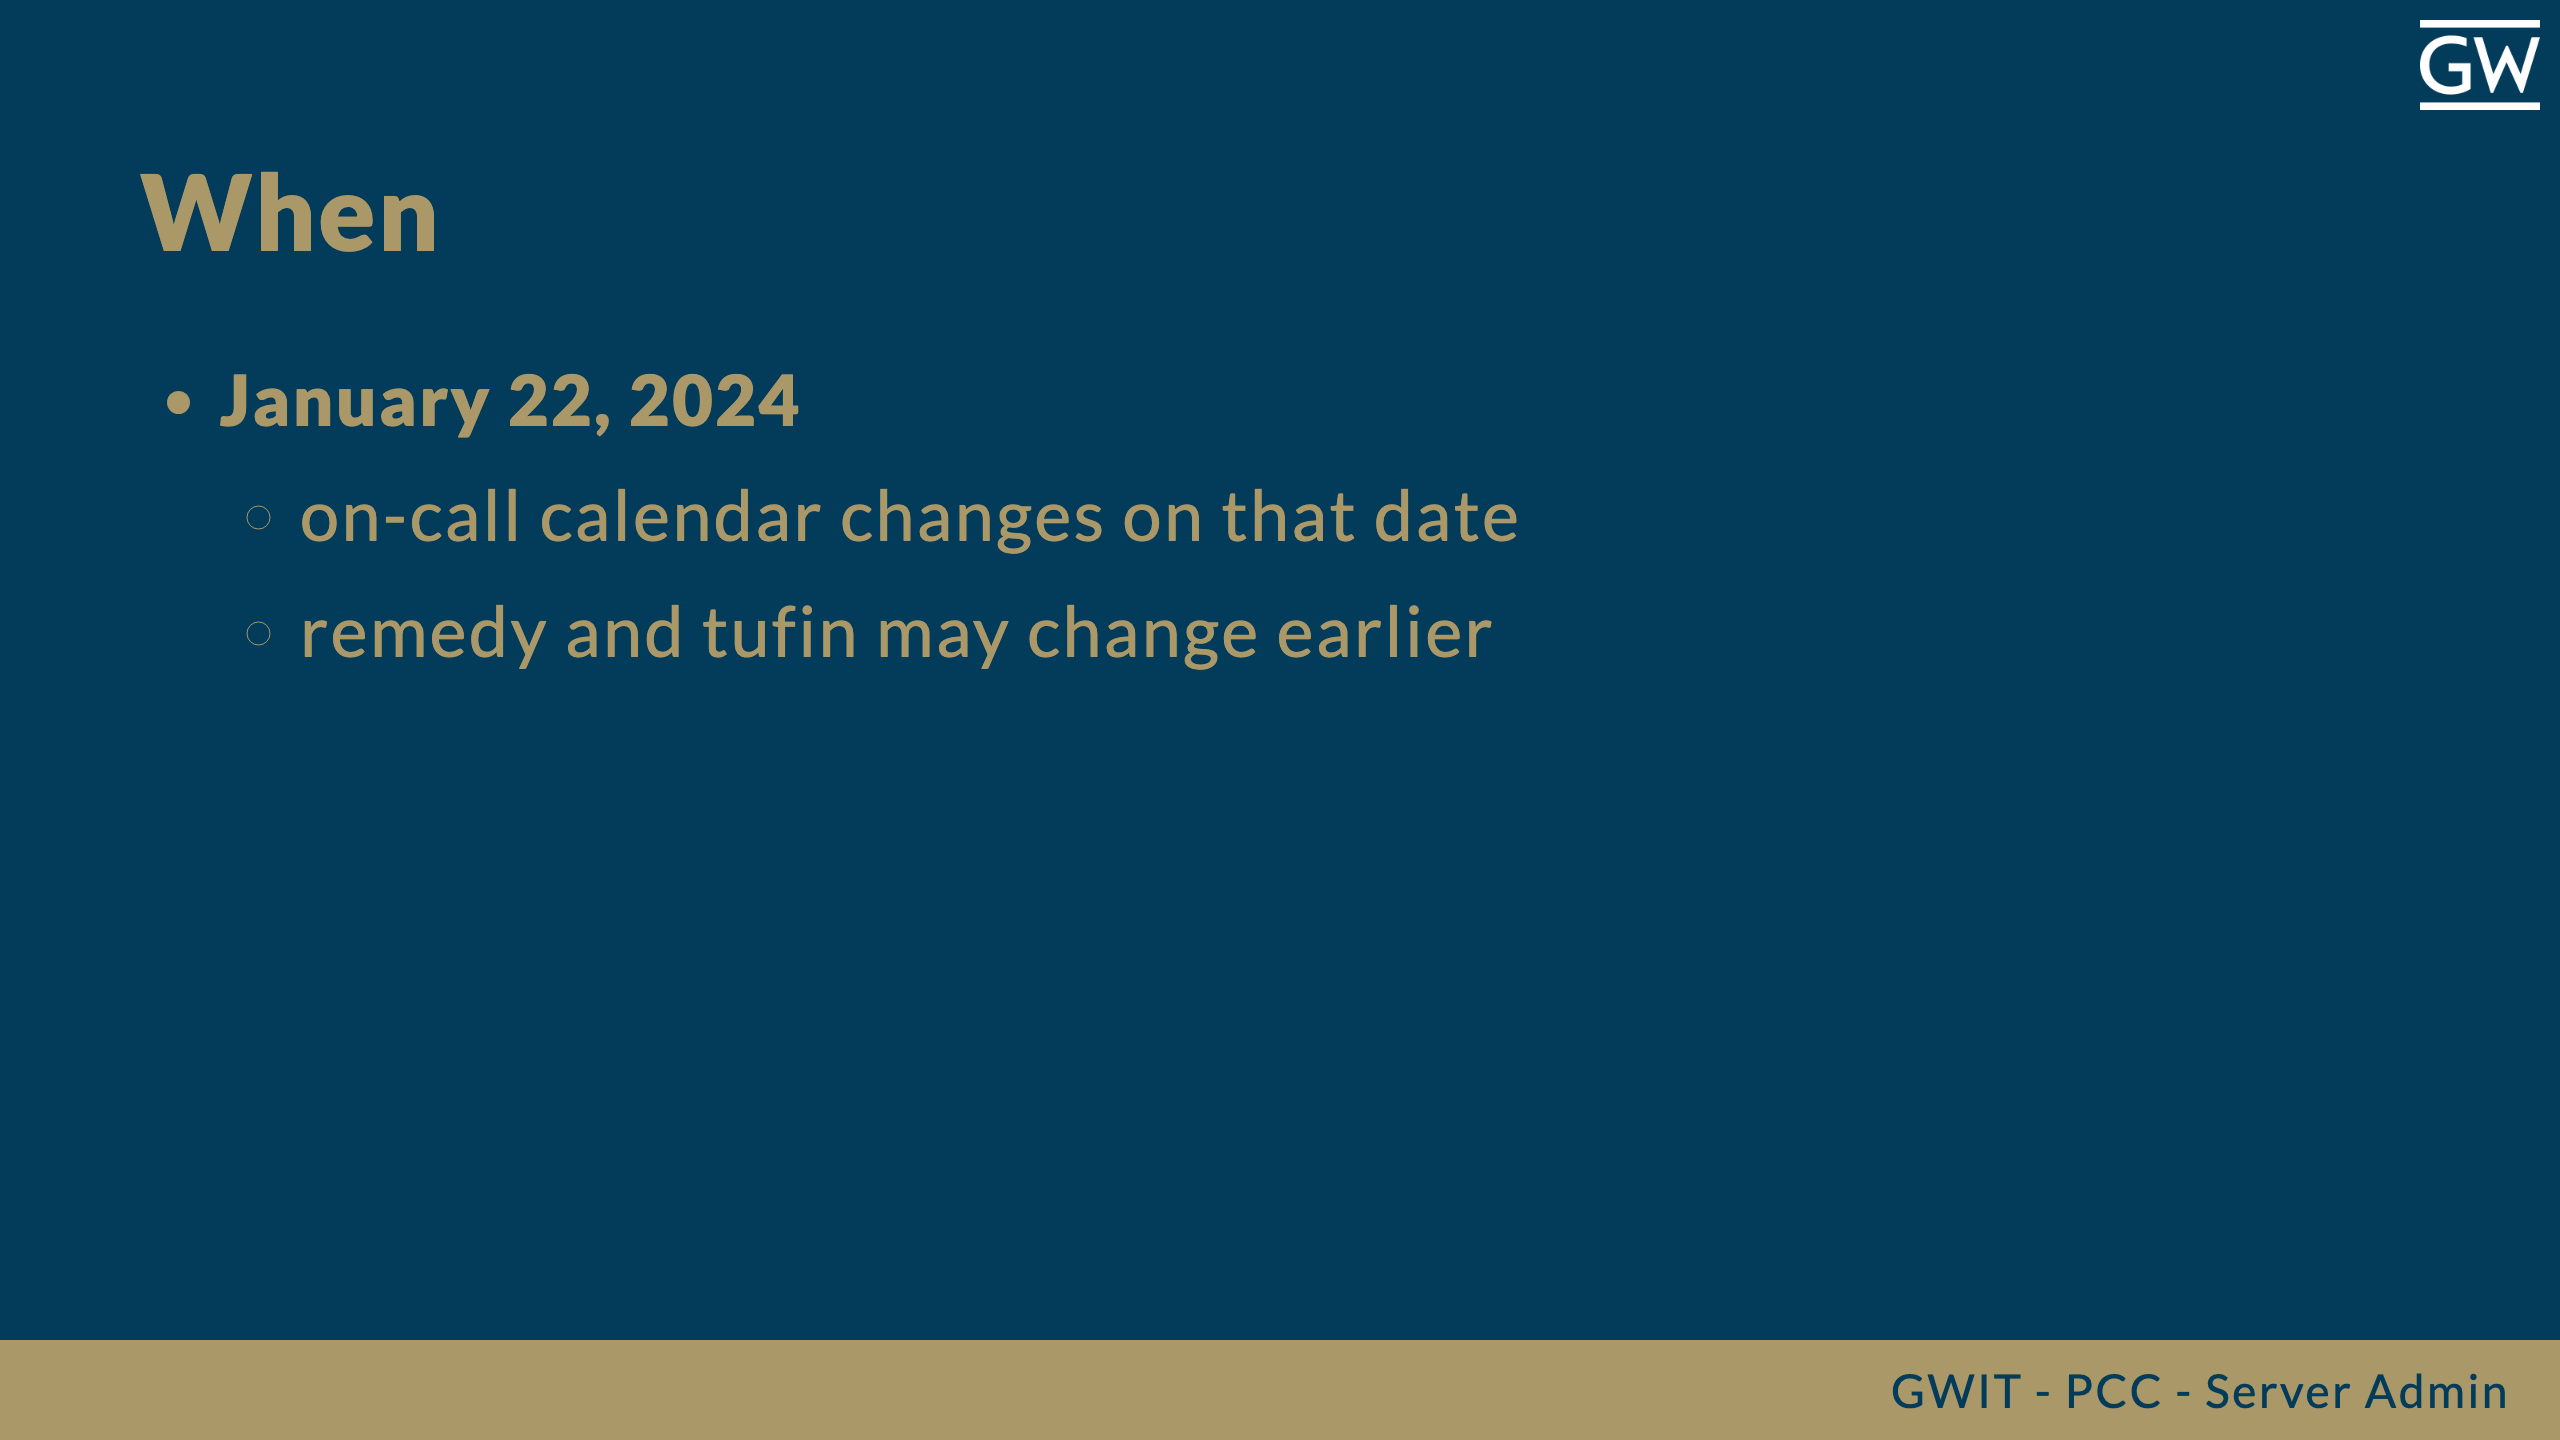 GW
When
January 22, 2024
on-call calendar changes on that date
remedy and tufin may change earlier
GWIT - PCC - Server Admin